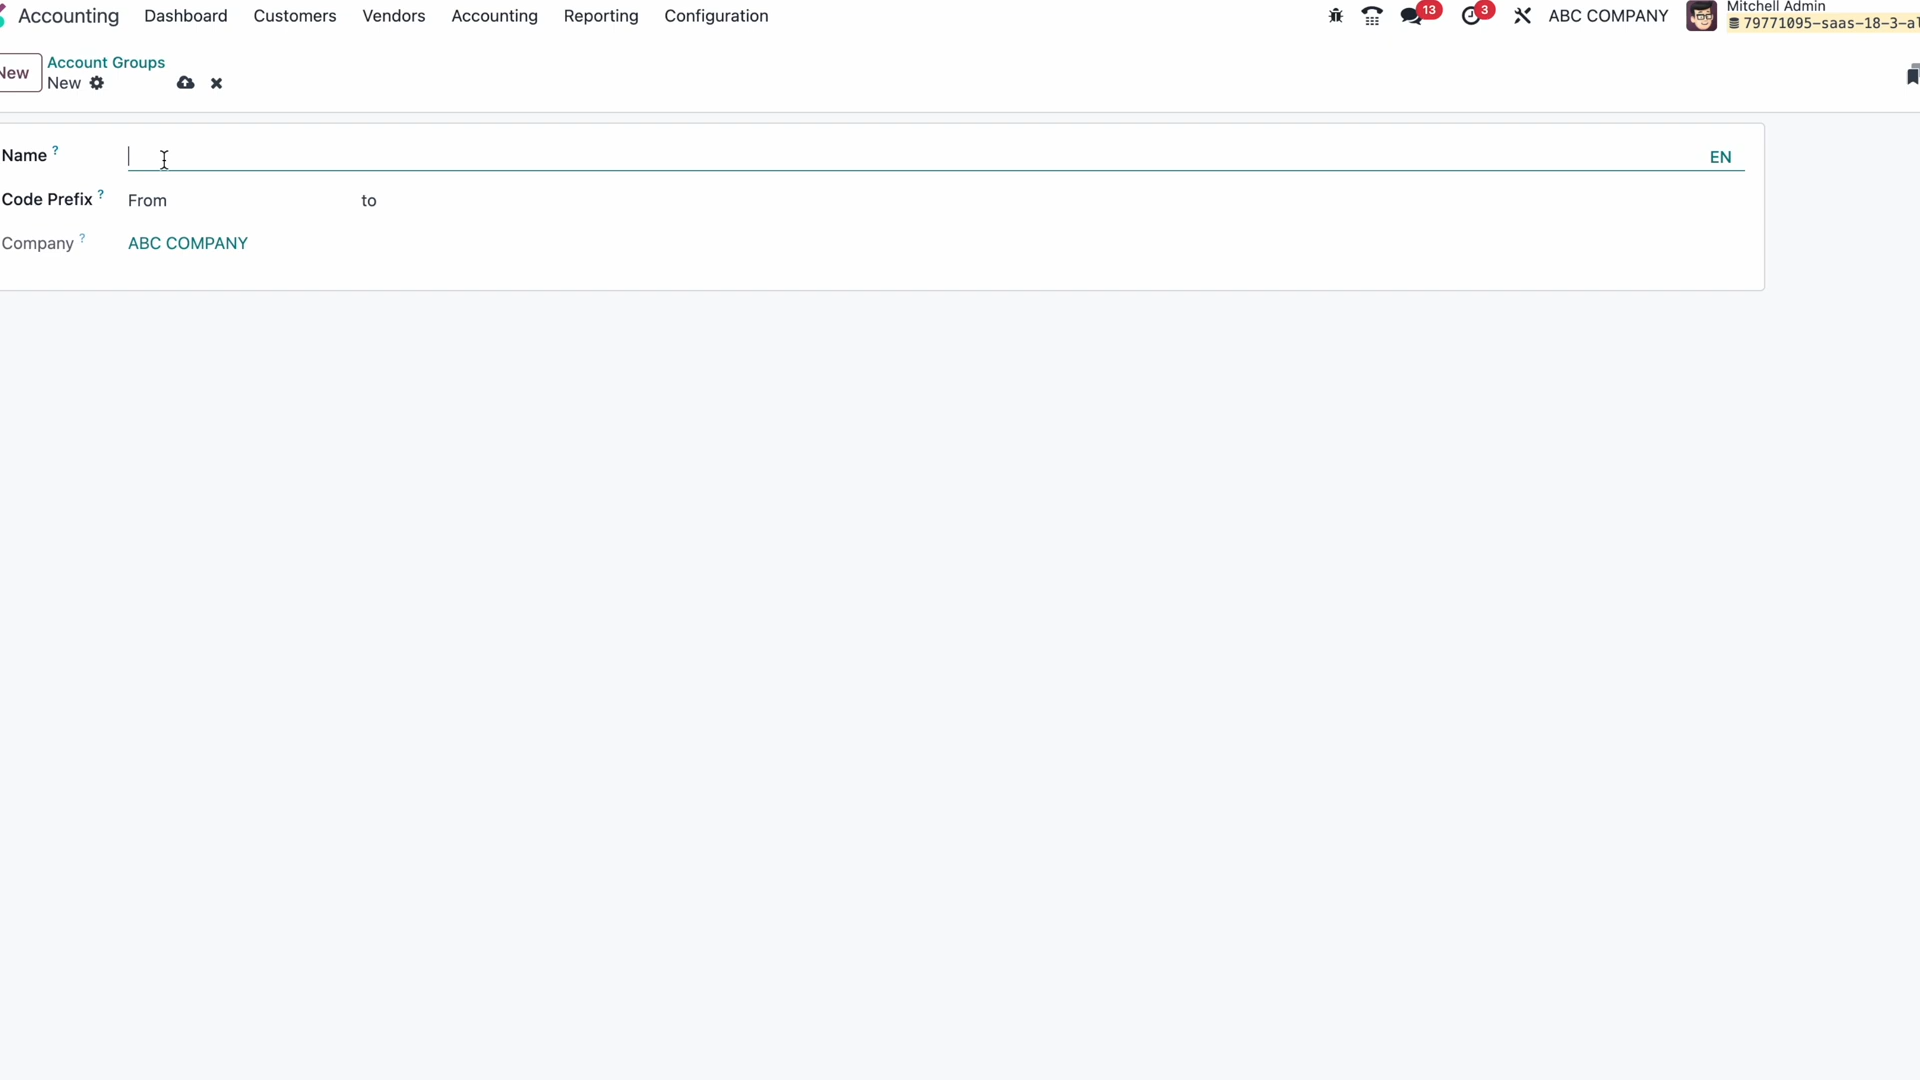 Accounting Dashboard Customers Vendors Accounting Reporting Configuration 13 3 ABC COMPANY Mitchell Admin
79771095-saas-18-3-al
New Account Groups
New
Name ? EN
Code Prefix ? From to
Company ? ABC COMPANY